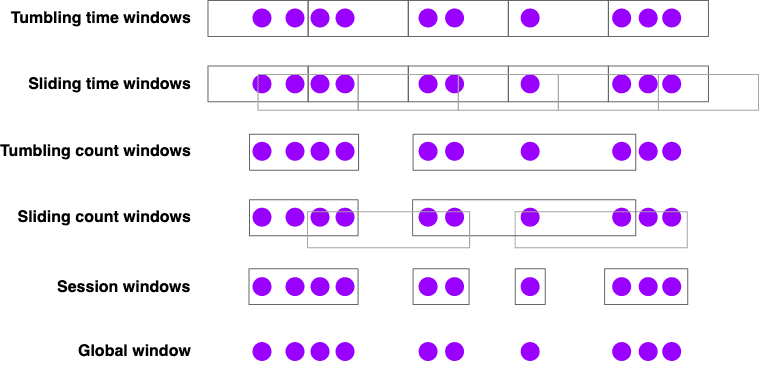 Tumbling time windows
Sliding time windows
Tumbling count windows
Sliding count windows
Session windows
Global window